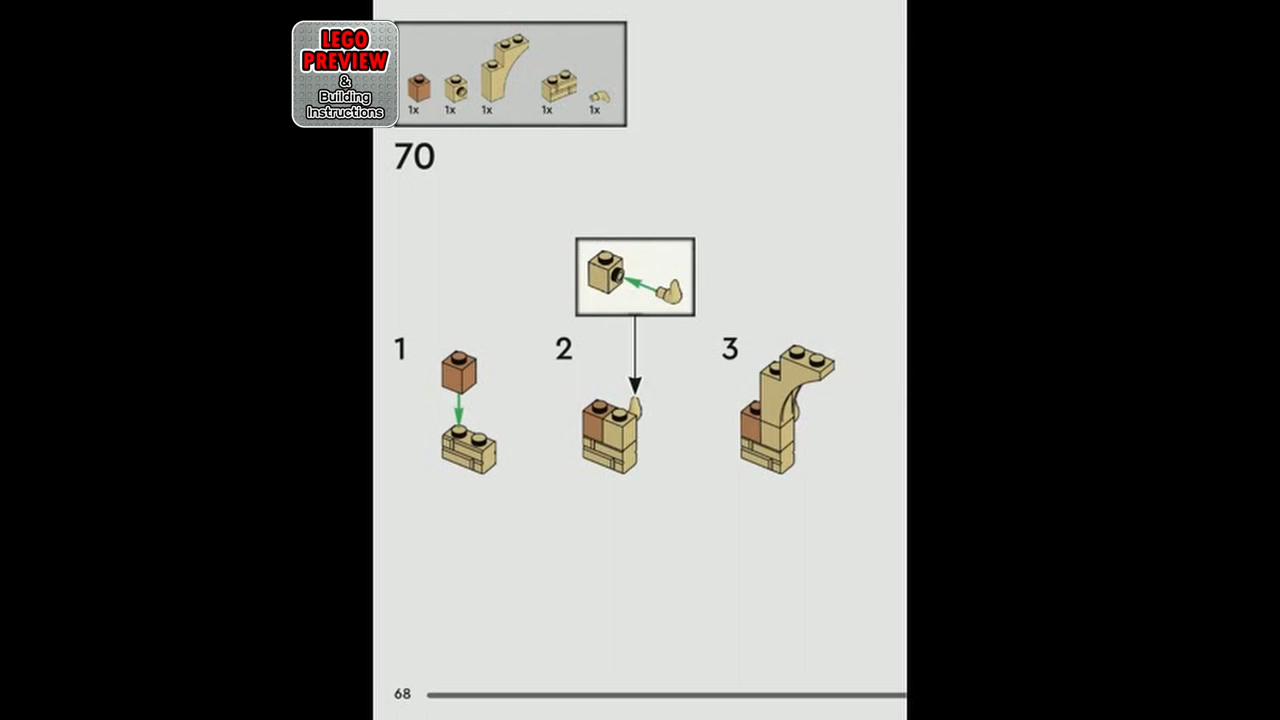 LEGO
PREVIEW
&
Building
Instructions
1x 1x 1x 1x 1x
70
1 2 3
68